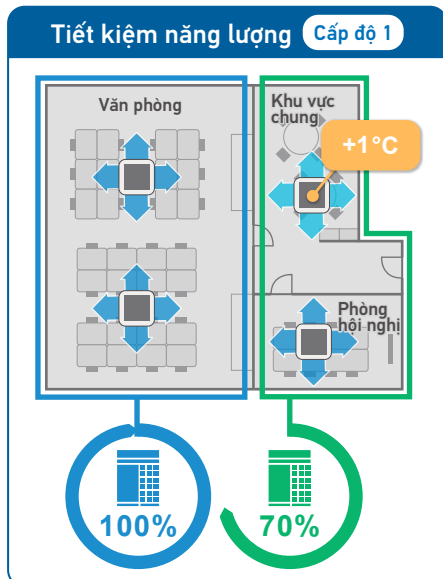 Tiết kiệm năng lượng Cấp độ 1
Văn phòng
Khu vực
chung
+1°C
Phòng
hội nghị
100%
70%